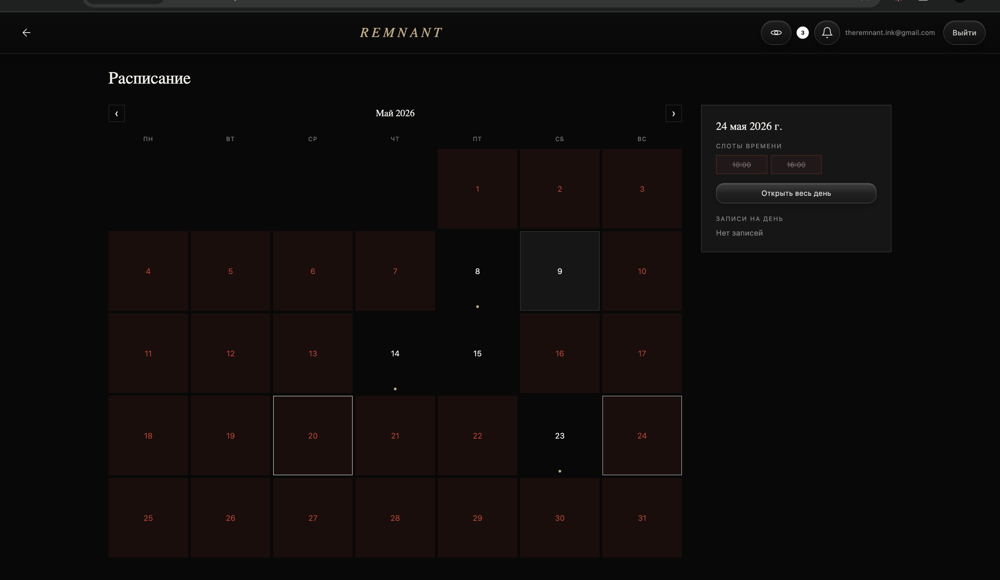 REMNANT
3
theremnant.ink@gmail.com
Выйти
Расписание
‹
Май 2026
›
ПН ВТ СР ЧТ ПТ СБ ВС
1 2 3
4 5 6 7 8 9 10
11 12 13 14 15 16 17
18 19 20 21 22 23 24
25 26 27 28 29 30 31
24 мая 2026 г.
СЛОТЫ ВРЕМЕНИ
10:00 16:00
Открыть весь день
ЗАПИСИ НА ДЕНЬ
Нет записей